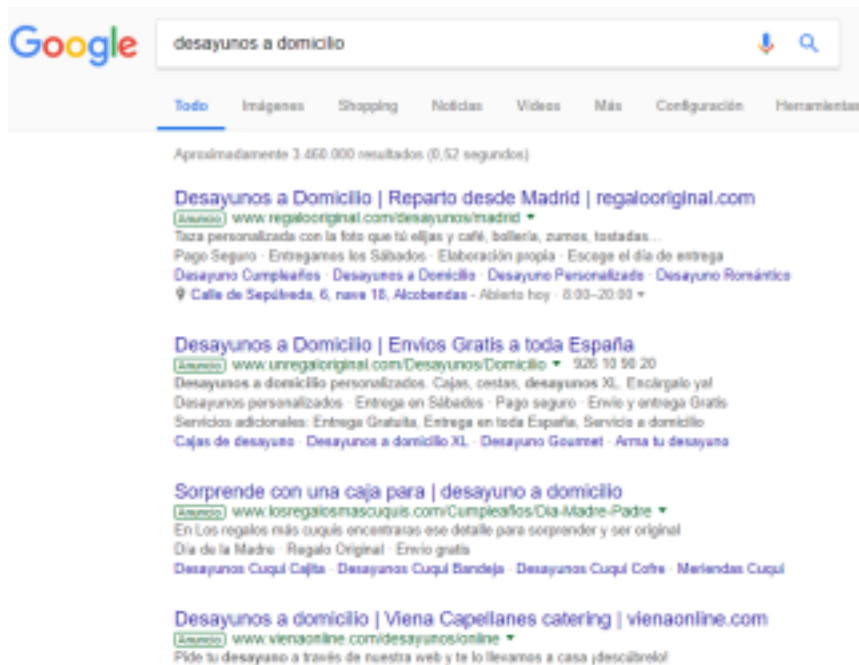 Google
desayunos a domicilio
Todo Imágenes Shopping Noticias Vídeos Más Configuración Herramientas
Aproximadamente 3.460.000 resultados (0,52 segundos)
Desayunos a Domicilio | Reparto desde Madrid | regalooriginal.com
Anuncio www.regalooriginal.com/desayunos/madrid
Taza personalizada con la foto que tú elijas y café, bollería, zumos, tostadas...
Pago Seguro · Entregamos los Sábados · Elaboración propia · Escoge el día de entrega
Desayuno Cumpleaños · Desayunos a Domicilio · Desayuno Personalizado · Desayuno Romántico
Calle de Sepúlveda, 6, nave 18, Alcobendas - Abierto hoy · 8:00–20:00
Desayunos a Domicilio | Envios Gratis a toda España
Anuncio www.unregalooriginal.com/Desayunos/Domicilio 926 10 90 20
Desayunos a domicilio personalizados. Cajas, cestas, desayunos XL. Encárgalo ya!
Desayunos personalizados · Entrega en Sábados · Pago seguro · Envío y entrega Gratis
Servicios adicionales: Entrega Gratuita, Entrega en toda España, Servicio a domicilio
Cajas de desayuno · Desayunos a domicilio XL · Desayuno Gourmet · Arma tu desayuno
Sorprende con una caja para | desayuno a domicilio
Anuncio www.losregalosmascuquis.com/Cumpleaños/Dia-Madre-Padre
En Los regalos más cuquis encontraras ese detalle para sorprender y ser original
Día de la Madre · Regalo Original · Envío gratis
Desayunos Cuqui Cajita · Desayunos Cuqui Bandeja · Desayunos Cuqui Cofre · Meriendas Cuqui
Desayunos a domicilio | Viena Capellanes catering | vienaonline.com
Anuncio www.vienaonline.com/desayunos/online
Pide tu desayuno a través de nuestra web y te lo llevamos a casa ¡descúbrelo!